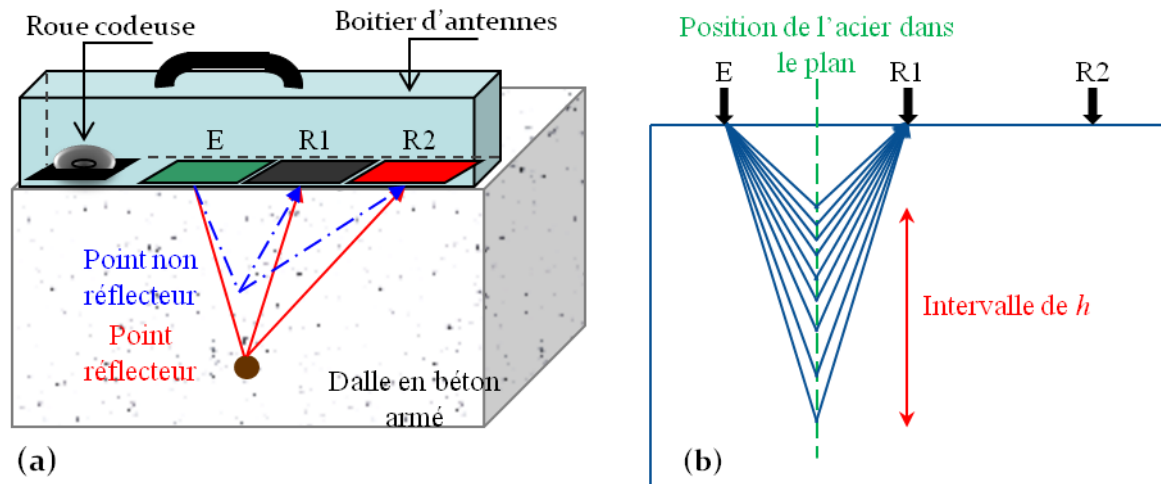 Roue codeuse
Boitier d'antennes
E
R1
R2
Point non
réflecteur
Point
réflecteur
Dalle en béton
armé
(a)
Position de l'acier dans
le plan
E
R1
R2
Intervalle de h
(b)